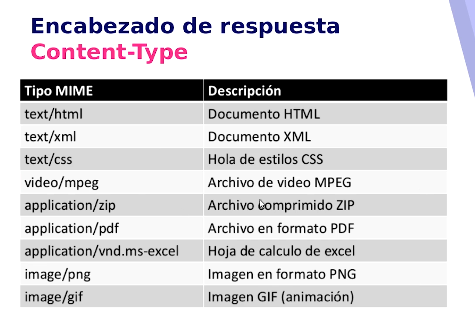 Encabezado de respuesta
Content-Type
Tipo MIME Descripción
text/html Documento HTML
text/xml Documento XML
text/css Hola de estilos CSS
video/mpeg Archivo de video MPEG
application/zip Archivo comprimido ZIP
application/pdf Archivo en formato PDF
application/vnd.ms-excel Hoja de calculo de excel
image/png Imagen en formato PNG
image/gif Imagen GIF (animación)